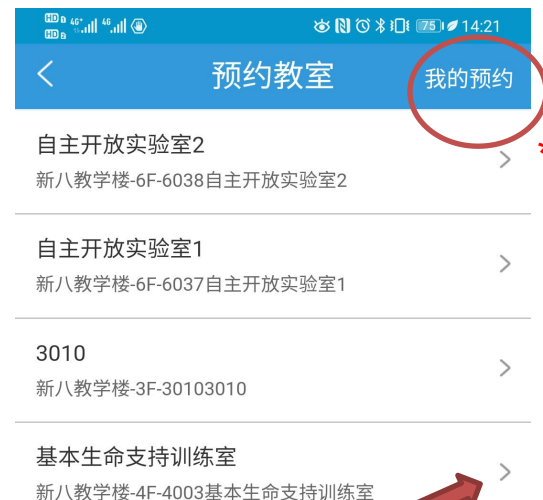 HD 46+ 46 75 14:21
HD
预约教室 我的预约
自主开放实验室2
新八教学楼-6F-6038自主开放实验室2
自主开放实验室1
新八教学楼-6F-6037自主开放实验室1
3010
新八教学楼-3F-30103010
基本生命支持训练室
新八教学楼-4F-4003基本生命支持训练室